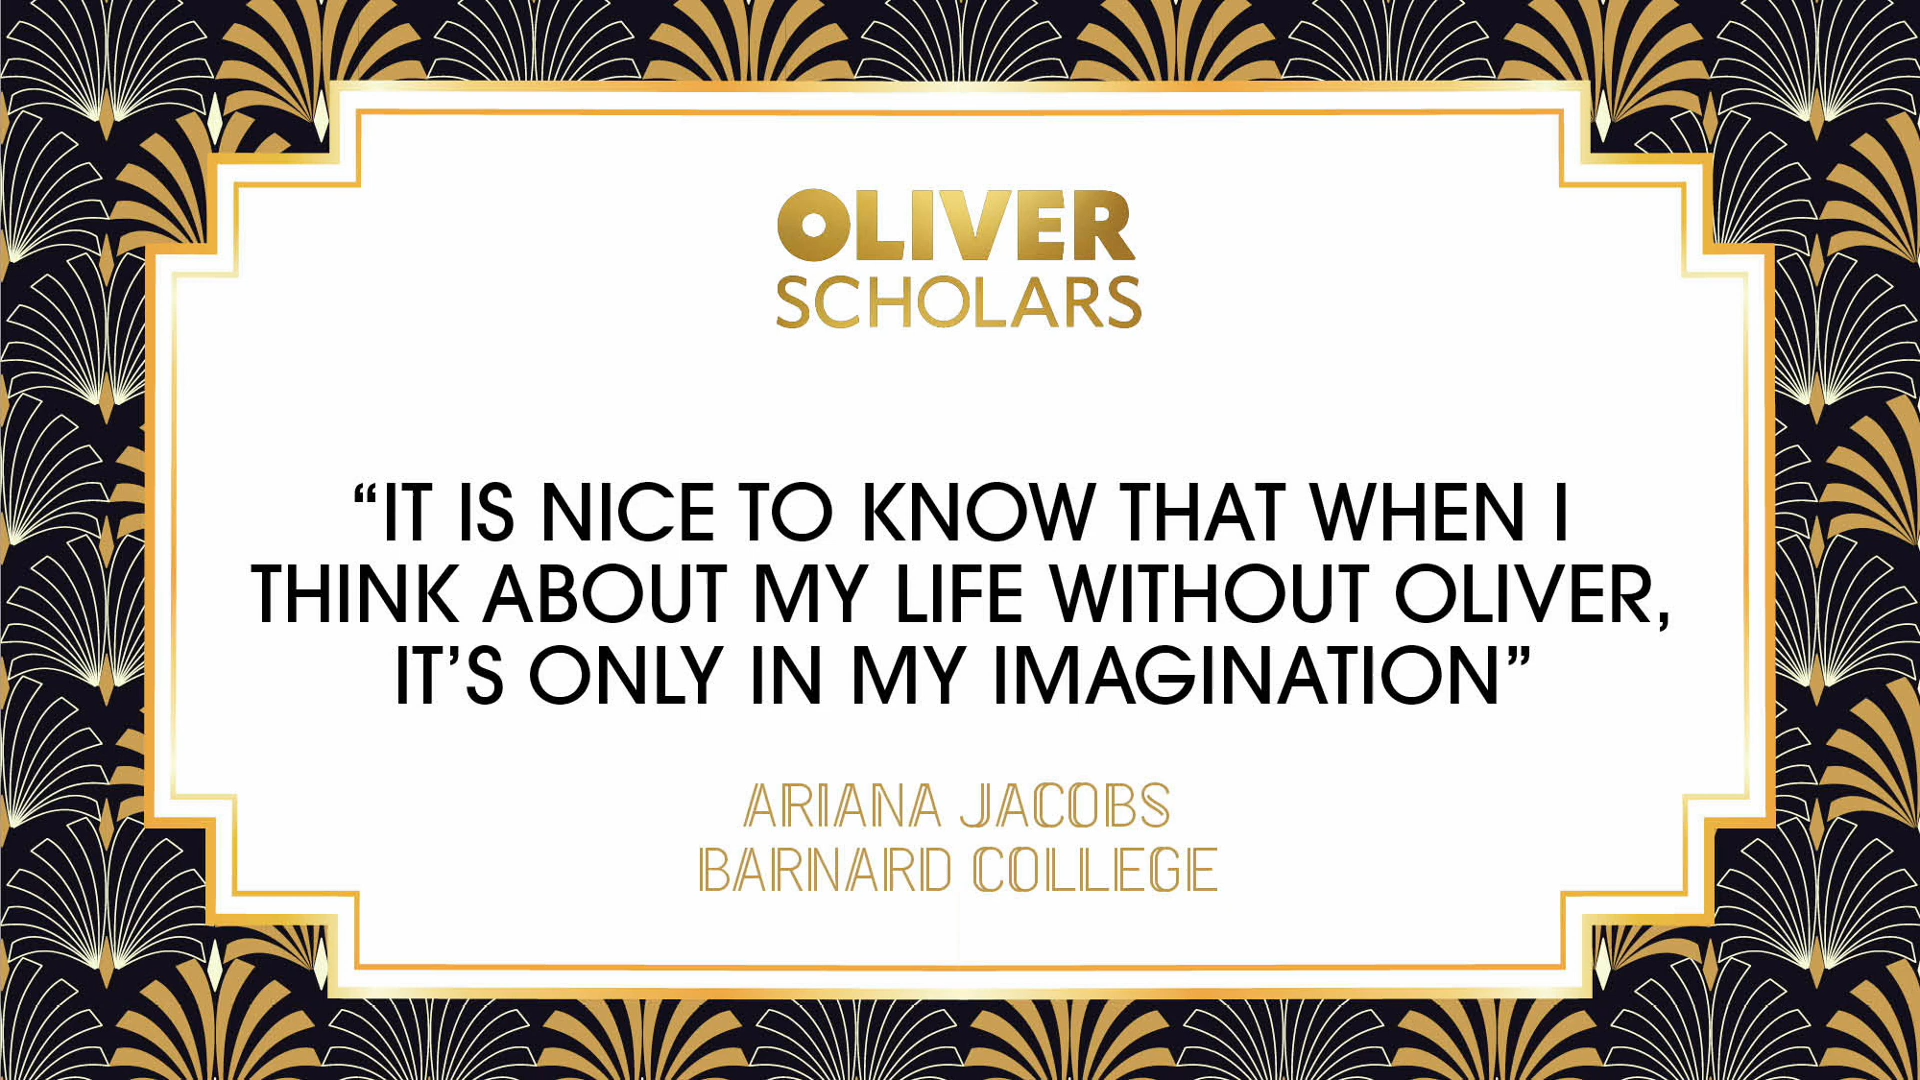 OLIVER
SCHOLARS
“IT IS NICE TO KNOW THAT WHEN I
THINK ABOUT MY LIFE WITHOUT OLIVER,
IT’S ONLY IN MY IMAGINATION”
ARIANA JACOBS
BARNARD COLLEGE